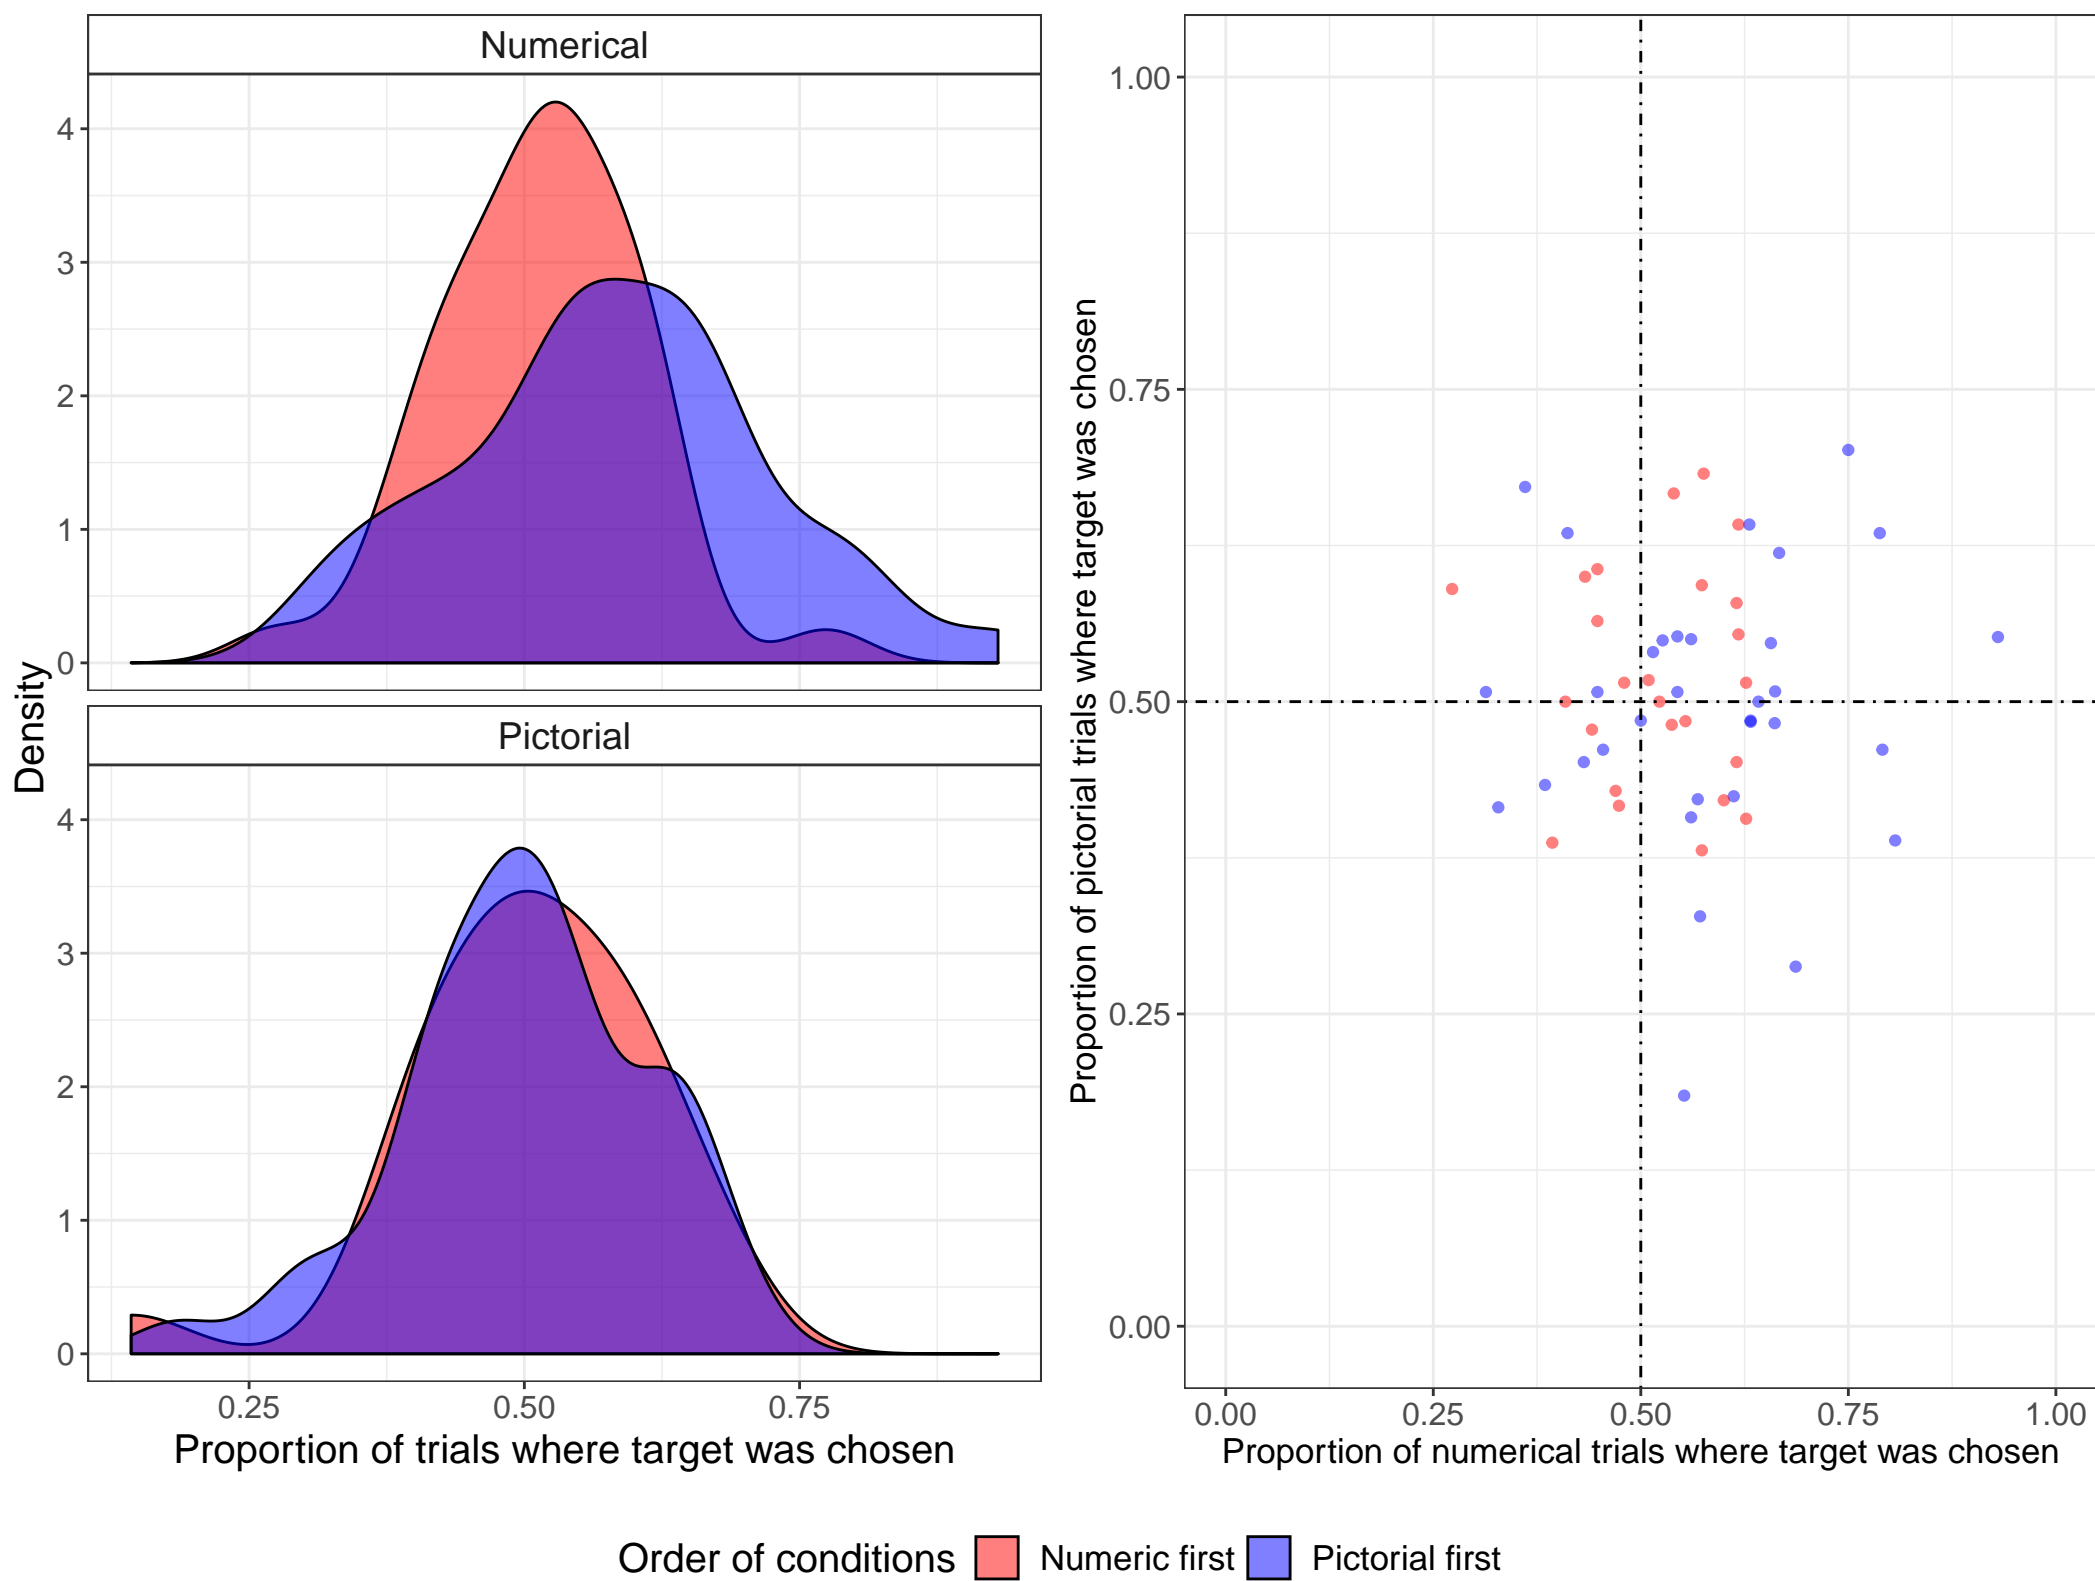 Numerical
4
3
2
1
0
Density
Pictorial
4
3
2
1
0
0.25 0.50 0.75
Proportion of trials where target was chosen
Proportion of pictorial trials where target was chosen
1.00
0.75
0.50
0.25
0.00
0.00 0.25 0.50 0.75 1.00
Proportion of numerical trials where target was chosen
Order of conditions Numeric first Pictorial first